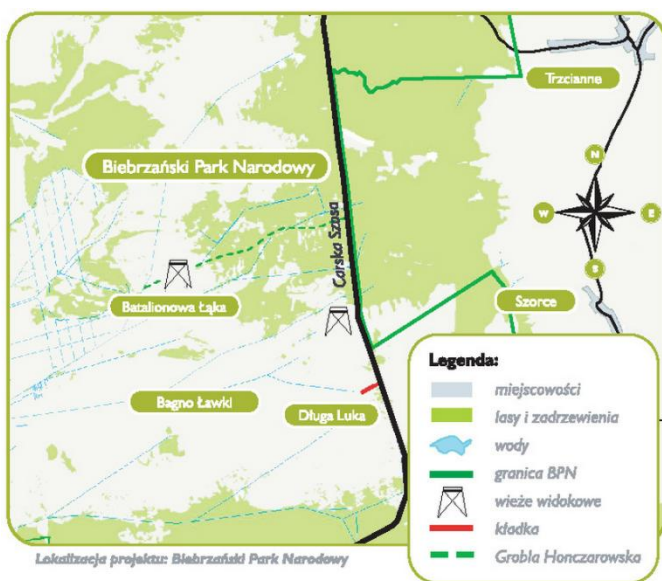 Trzcianne
Biebrzański Park Narodowy
N
W
E
S
Carska Szosa
Batalionowa Łąka
Szorce
Bagno Ławki
Długa Luka
Legenda:
miejscowości
lasy i zadrzewienia
wody
granica BPN
wieże widokowe
kładka
Grobla Honczarowska
Lokalizacja projektu: Biebrzański Park Narodowy